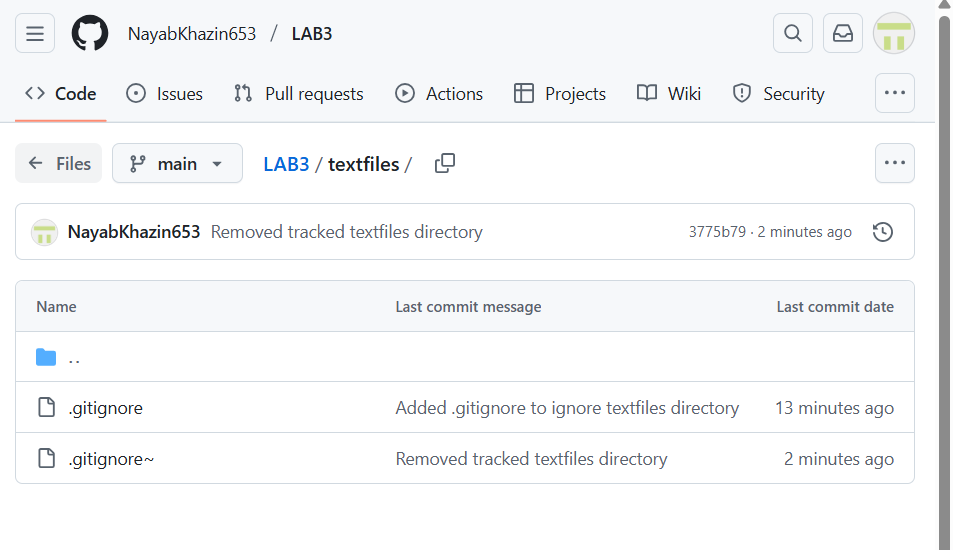 NayabKhazin653 / LAB3
Code Issues Pull requests Actions Projects Wiki Security ...
Files main LAB3 / textfiles / ...
NayabKhazin653 Removed tracked textfiles directory 3775b79 · 2 minutes ago
Name Last commit message Last commit date
..
.gitignore Added .gitignore to ignore textfiles directory 13 minutes ago
.gitignore~ Removed tracked textfiles directory 2 minutes ago